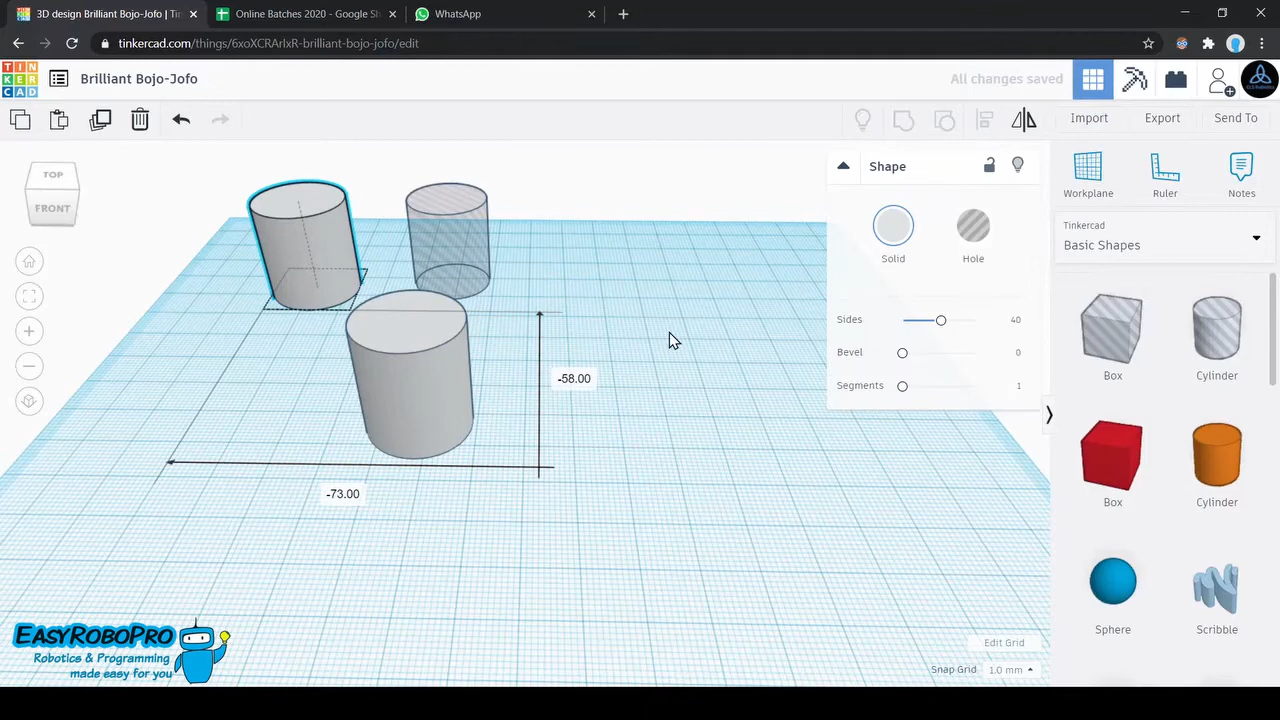 3D design Brilliant Bojo-Jofo | Tin
Online Batches 2020 - Google Sh
WhatsApp
tinkercad.com/things/6xoXCRArlxR-brilliant-bojo-jofo/edit
TIN
KER
CAD
Brilliant Bojo-Jofo
All changes saved
Import
Export
Send To
TOP
FRONT
Shape
Solid
Hole
Sides
40
Bevel
0
Segments
1
Workplane
Ruler
Notes
Tinkercad
Basic Shapes
Box
Cylinder
Box
Cylinder
Sphere
Scribble
-58.00
-73.00
EasyRoboPro
Robotics & Programming
made easy for you
Edit Grid
Snap Grid
1.0 mm